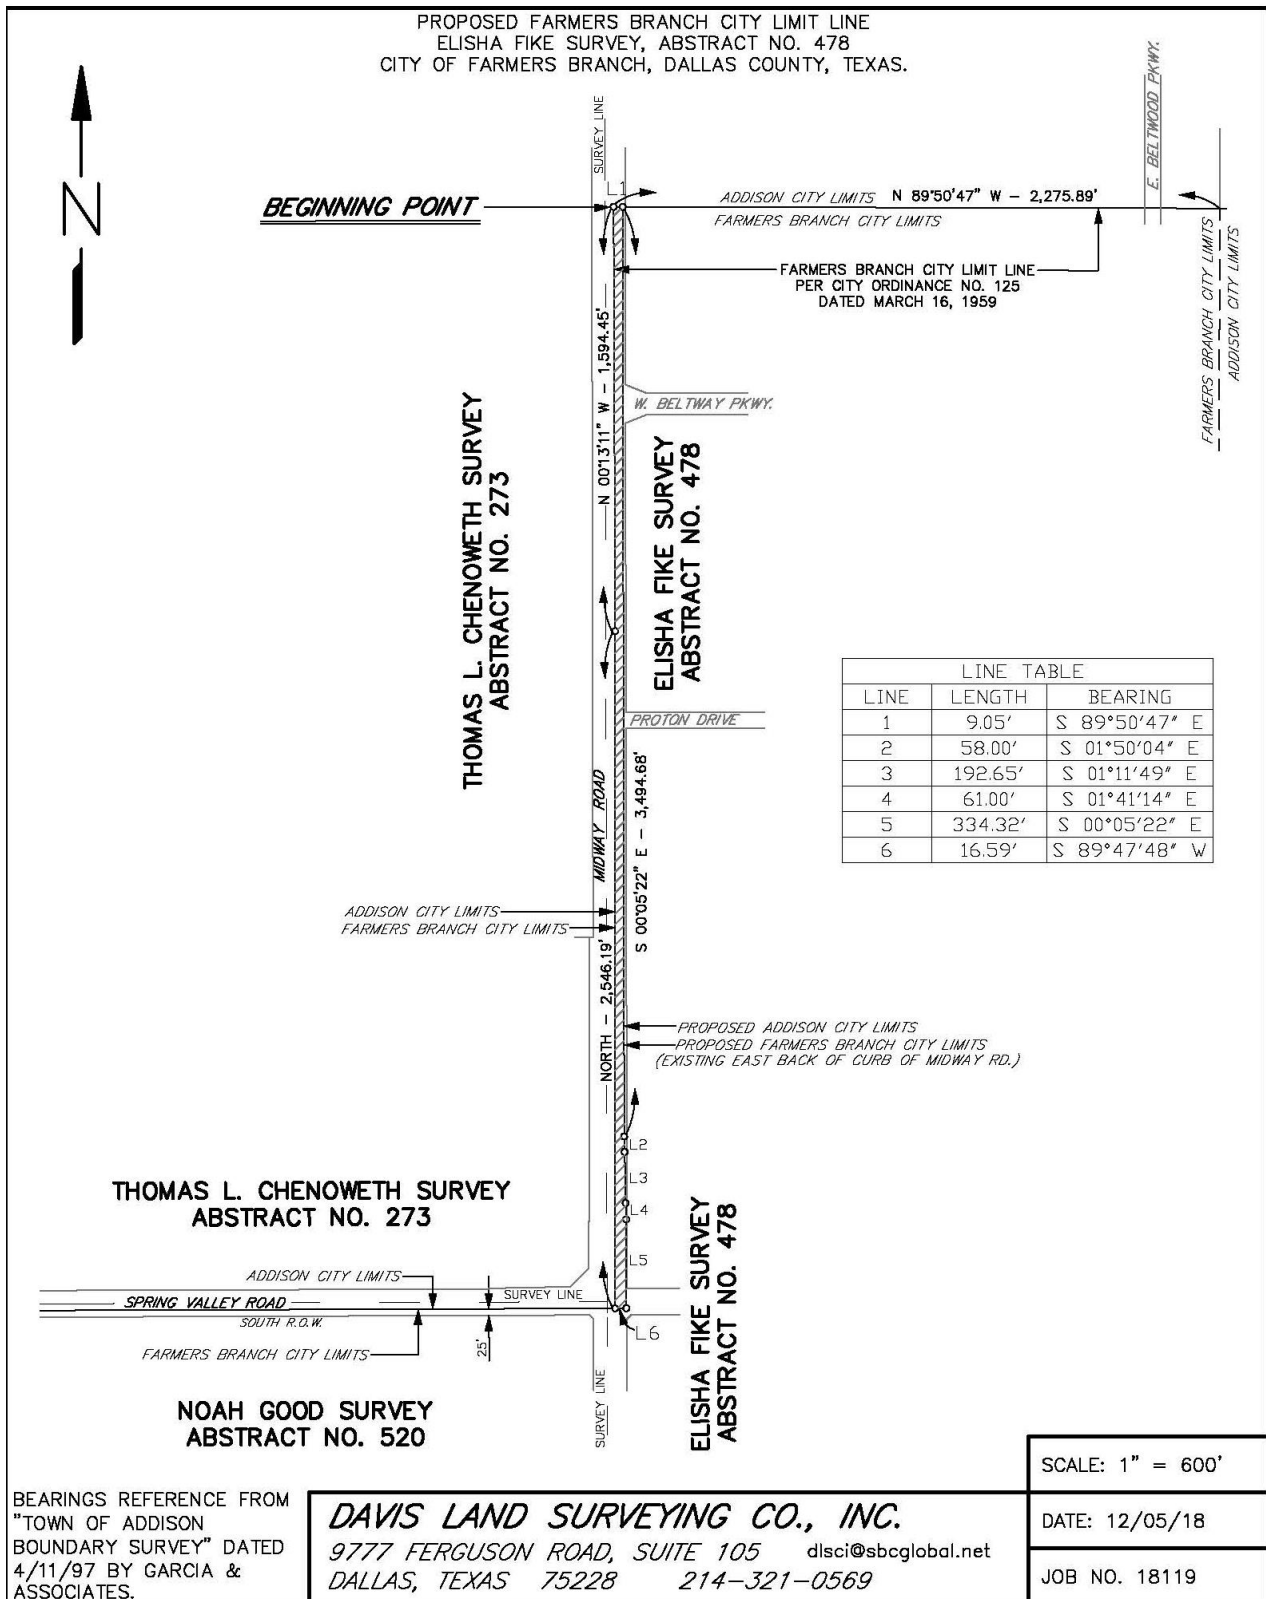 PROPOSED FARMERS BRANCH CITY LIMIT LINE
ELISHA FIKE SURVEY, ABSTRACT NO. 478
CITY OF FARMERS BRANCH, DALLAS COUNTY, TEXAS.
N
SURVEY LINE
E. BELTWOOD PKWY.
L1
BEGINNING POINT
ADDISON CITY LIMITS N 89°50'47" W - 2,275.89'
FARMERS BRANCH CITY LIMITS
FARMERS BRANCH CITY LIMITS
ADDISON CITY LIMITS
FARMERS BRANCH CITY LIMIT LINE
PER CITY ORDINANCE NO. 125
DATED MARCH 16, 1959
N 00°13'11" W - 1,594.45'
W. BELTWAY PKWY.
THOMAS L. CHENOWETH SURVEY
ABSTRACT NO. 273
ELISHA FIKE SURVEY
ABSTRACT NO. 478
PROTON DRIVE
LINE TABLE
LINE LENGTH BEARING
1 9.05' S 89°50'47" E
2 58.00' S 01°50'04" E
3 192.65' S 01°11'49" E
4 61.00' S 01°41'14" E
5 334.32' S 00°05'22" E
6 16.59' S 89°47'48" W
MIDWAY ROAD
S 00°05'22" E - 3,494.68'
ADDISON CITY LIMITS
FARMERS BRANCH CITY LIMITS
NORTH - 2,546.19'
PROPOSED ADDISON CITY LIMITS
PROPOSED FARMERS BRANCH CITY LIMITS
(EXISTING EAST BACK OF CURB OF MIDWAY RD.)
L2
L3
L4
L5
L6
THOMAS L. CHENOWETH SURVEY
ABSTRACT NO. 273
ELISHA FIKE SURVEY
ABSTRACT NO. 478
ADDISON CITY LIMITS
SURVEY LINE
SPRING VALLEY ROAD
SOUTH R.O.W.
FARMERS BRANCH CITY LIMITS
25'
SURVEY LINE
NOAH GOOD SURVEY
ABSTRACT NO. 520
BEARINGS REFERENCE FROM
"TOWN OF ADDISON
BOUNDARY SURVEY" DATED
4/11/97 BY GARCIA &
ASSOCIATES.
DAVIS LAND SURVEYING CO., INC.
9777 FERGUSON ROAD, SUITE 105 dlsci@sbcglobal.net
DALLAS, TEXAS 75228 214-321-0569
SCALE: 1" = 600'
DATE: 12/05/18
JOB NO. 18119